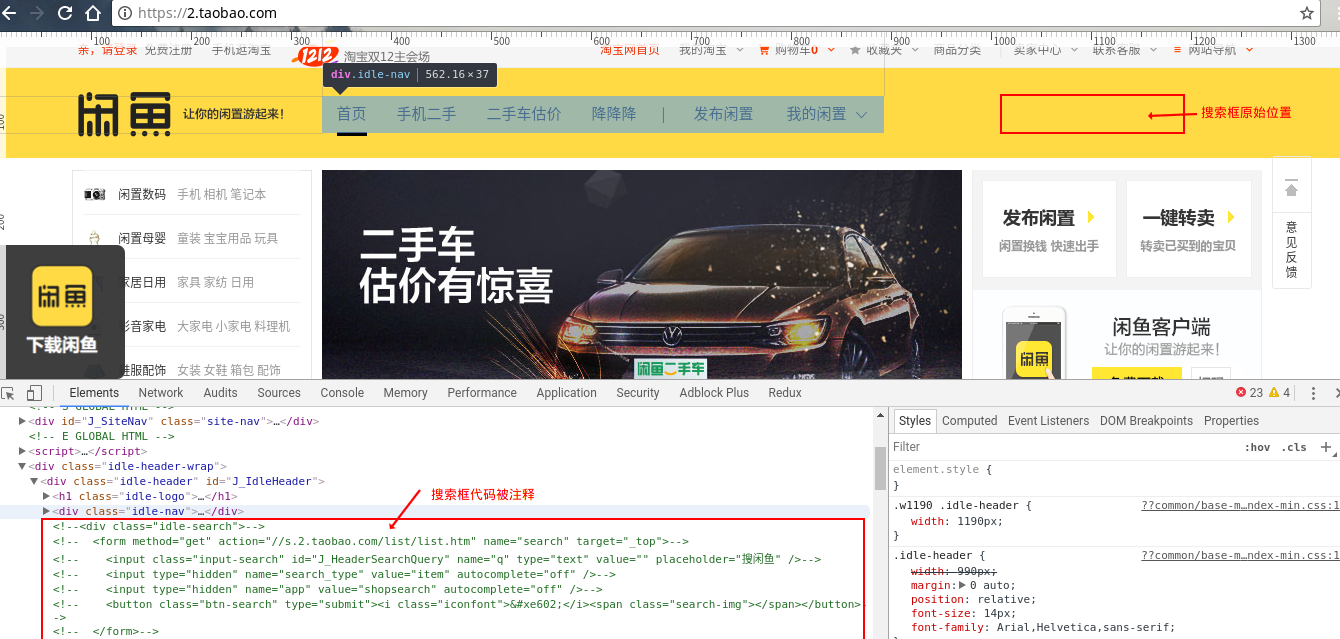 https://2.taobao.com
100 200 300 400 500 600 700 800 900 1000 1100 1200 1300
亲，请登录 免费注册 手机逛淘宝 1212 淘宝双12主会场 淘宝网首页 我的淘宝 购物车0 收藏夹 商品分类 卖家中心 联系客服 网站导航
div.idle-nav 562.16×37
闲鱼 让你的闲置游起来！ 首页 手机二手 二手车估价 降降降 | 发布闲置 我的闲置 搜索框原始位置
100
200
300
闲置数码 手机 相机 笔记本
闲置母婴 童装 宝宝用品 玩具
家居日用 家具 家纺 日用
影音家电 大家电 小家电 料理机
鞋服配饰 女装 女鞋 箱包 配饰
闲鱼
下载闲鱼
二手车
估价有惊喜
闲鱼二手车
发布闲置 一键转卖
闲置换钱 快速出手 转卖已买到的宝贝
意见反馈
闲鱼客户端
让你的闲置游起来！
闲鱼
免费下载
Elements Network Audits Sources Console Memory Performance Application Security Adblock Plus Redux 23 4
<!-- S GLOBAL HTML -->
<div id="J_SiteNav" class="site-nav">…</div>
<!-- E GLOBAL HTML -->
<script>…</script>
<div class="idle-header-wrap">
<div class="idle-header" id="J_IdleHeader">
<h1 class="idle-logo">…</h1>
<div class="idle-nav">…</div>
搜索框代码被注释
<!--<div class="idle-search">-->
<!--  <form method="get" action="//s.2.taobao.com/list/list.htm" name="search" target="_top">-->
<!--    <input class="input-search" id="J_HeaderSearchQuery" name="q" type="text" value="" placeholder="搜闲鱼" />-->
<!--    <input type="hidden" name="search_type" value="item" autocomplete="off" />-->
<!--    <input type="hidden" name="app" value="shopsearch" autocomplete="off" />-->
<!--    <button class="btn-search" type="submit"><i class="iconfont">&#xe602;</i><span class="search-img"></span></button>-
->
<!--  </form>-->
Styles Computed Event Listeners DOM Breakpoints Properties
Filter :hov .cls +
element.style {
}
.w1190 .idle-header { ??common/base-m…ndex-min.css:1
width: 1190px;
}
.idle-header { ??common/base-m…ndex-min.css:1
width: 990px;
margin: 0 auto;
position: relative;
font-size: 14px;
font-family: Arial,Helvetica,sans-serif;